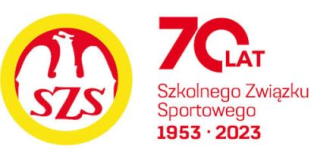 SZS
70 LAT
Szkolnego Związku
Sportowego
1953 · 2023